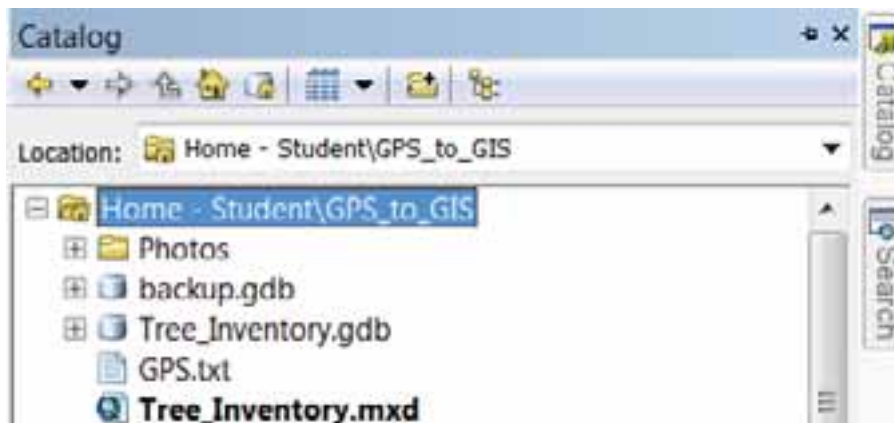 Catalog
Location: Home - Student\GPS_to_GIS
Home - Student\GPS_to_GIS
Photos
backup.gdb
Tree_Inventory.gdb
GPS.txt
Tree_Inventory.mxd
Catalog
Search